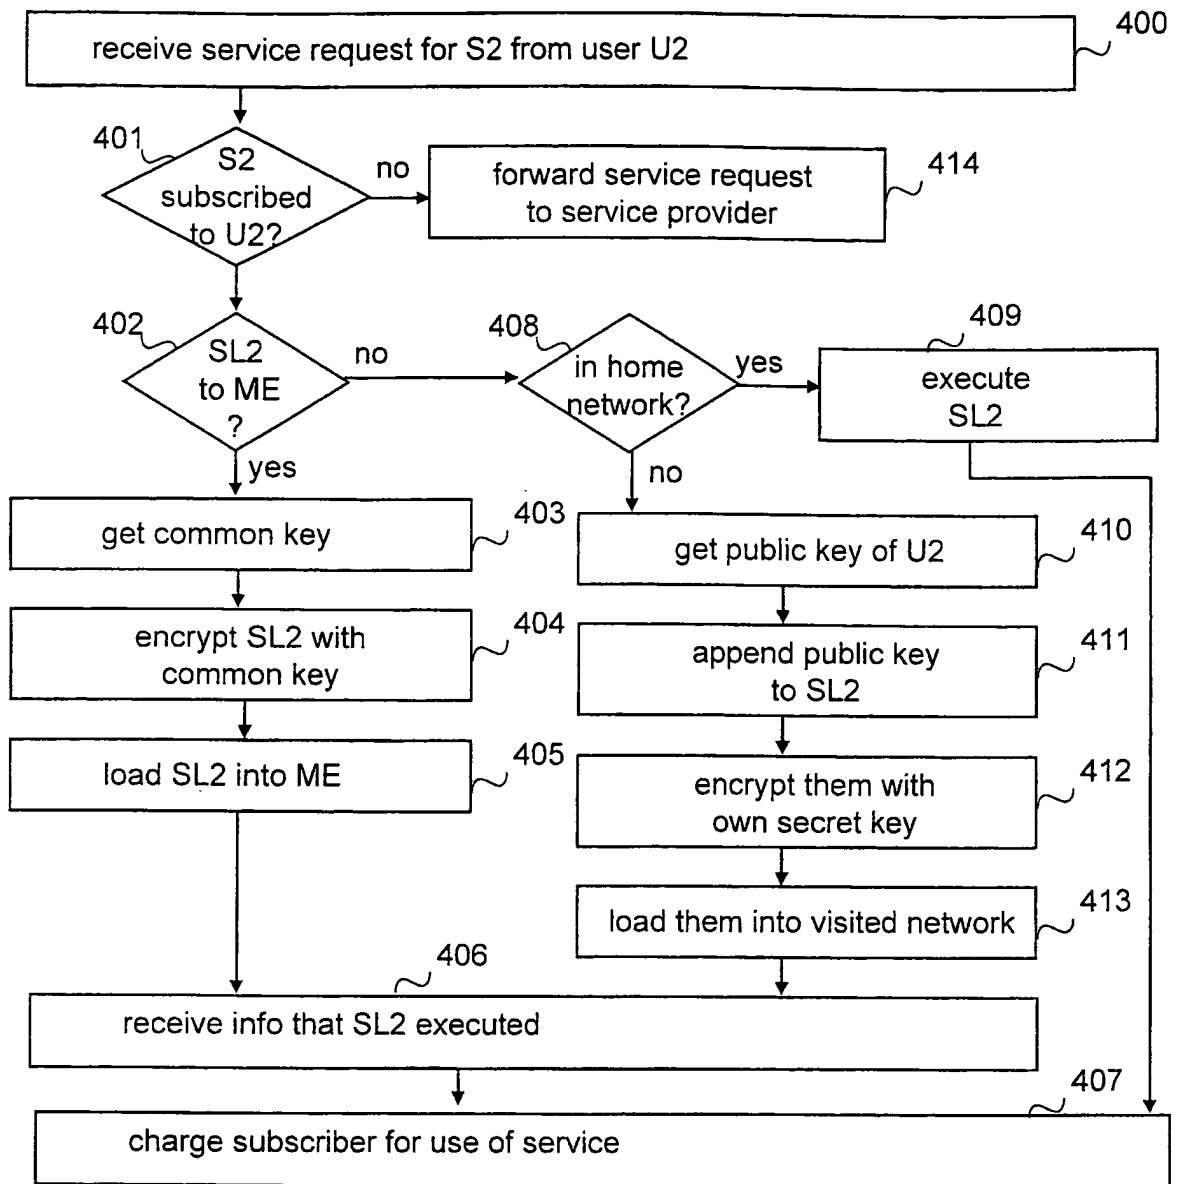 receive service request for S2 from user U2
400
401
S2
subscribed
to U2?
no
forward service request
to service provider
414
402
SL2
to ME
?
no
408
in home
network?
yes
409
execute
SL2
yes
no
get common key
403
get public key of U2
410
encrypt SL2 with
common key
404
append public key
to SL2
411
load SL2 into ME
405
encrypt them with
own secret key
412
load them into visited network
413
406
receive info that SL2 executed
407
charge subscriber for use of service